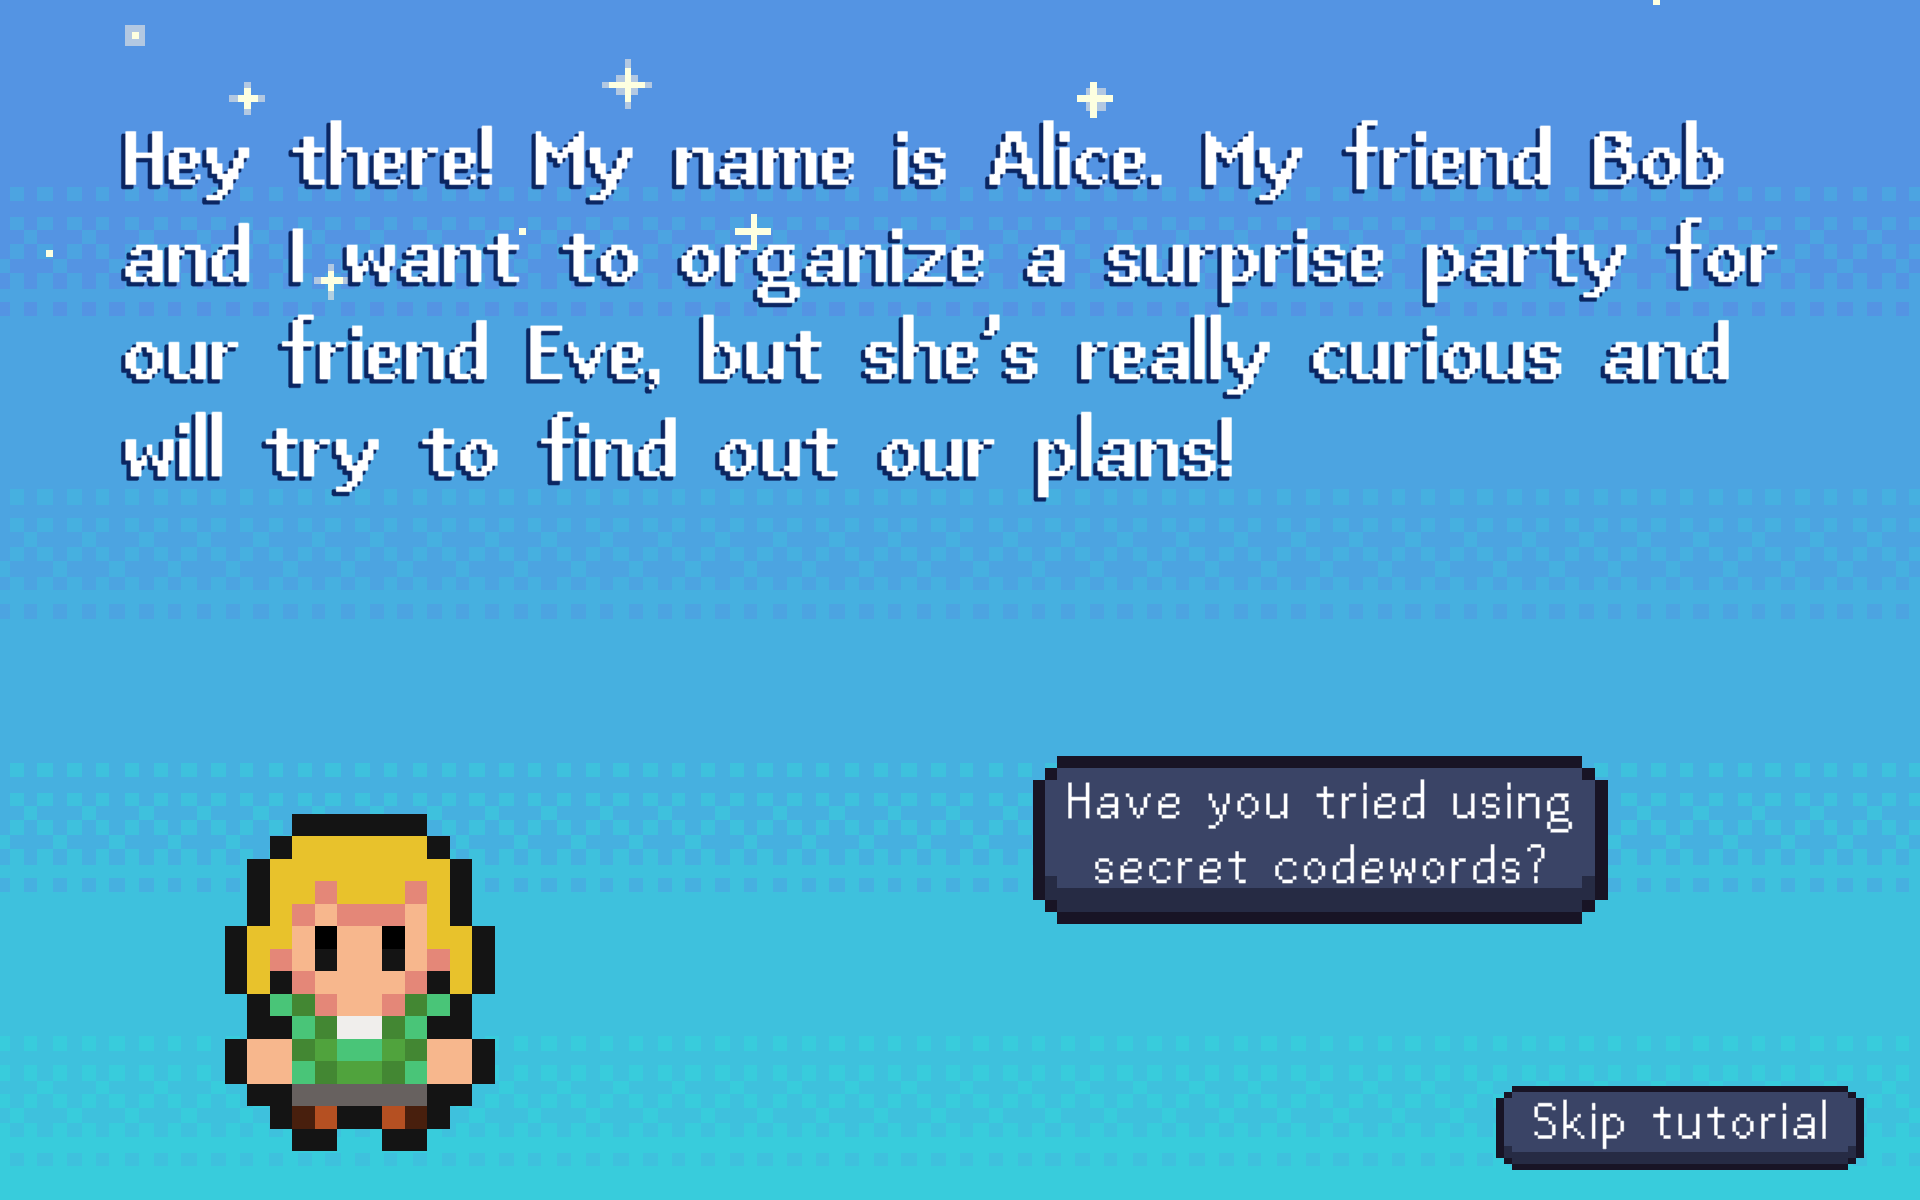 Hey there! My name is Alice. My friend Bob
and I want to organize a surprise party for
our friend Eve, but she's really curious and
will try to find out our plans!
Have you tried using
secret codewords?
Skip tutorial